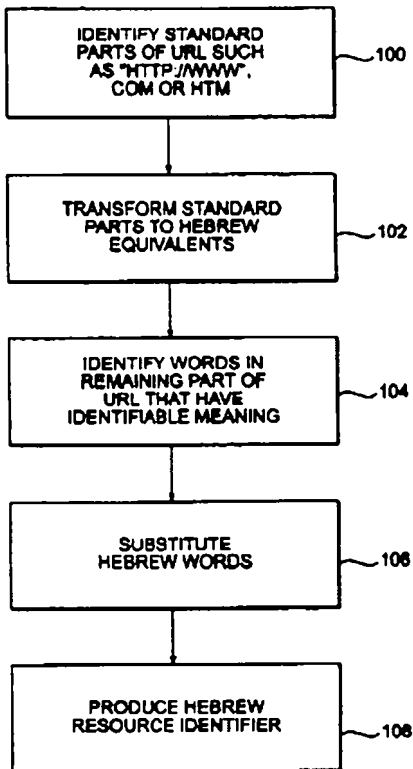 IDENTIFY STANDARD
PARTS OF URL SUCH
AS "HTTP://WWW",
COM OR HTM
100
TRANSFORM STANDARD
PARTS TO HEBREW
EQUIVALENTS
102
IDENTIFY WORDS IN
REMAINING PART OF
URL THAT HAVE
IDENTIFIABLE MEANING
104
SUBSTITUTE
HEBREW WORDS
106
PRODUCE HEBREW
RESOURCE IDENTIFIER
108